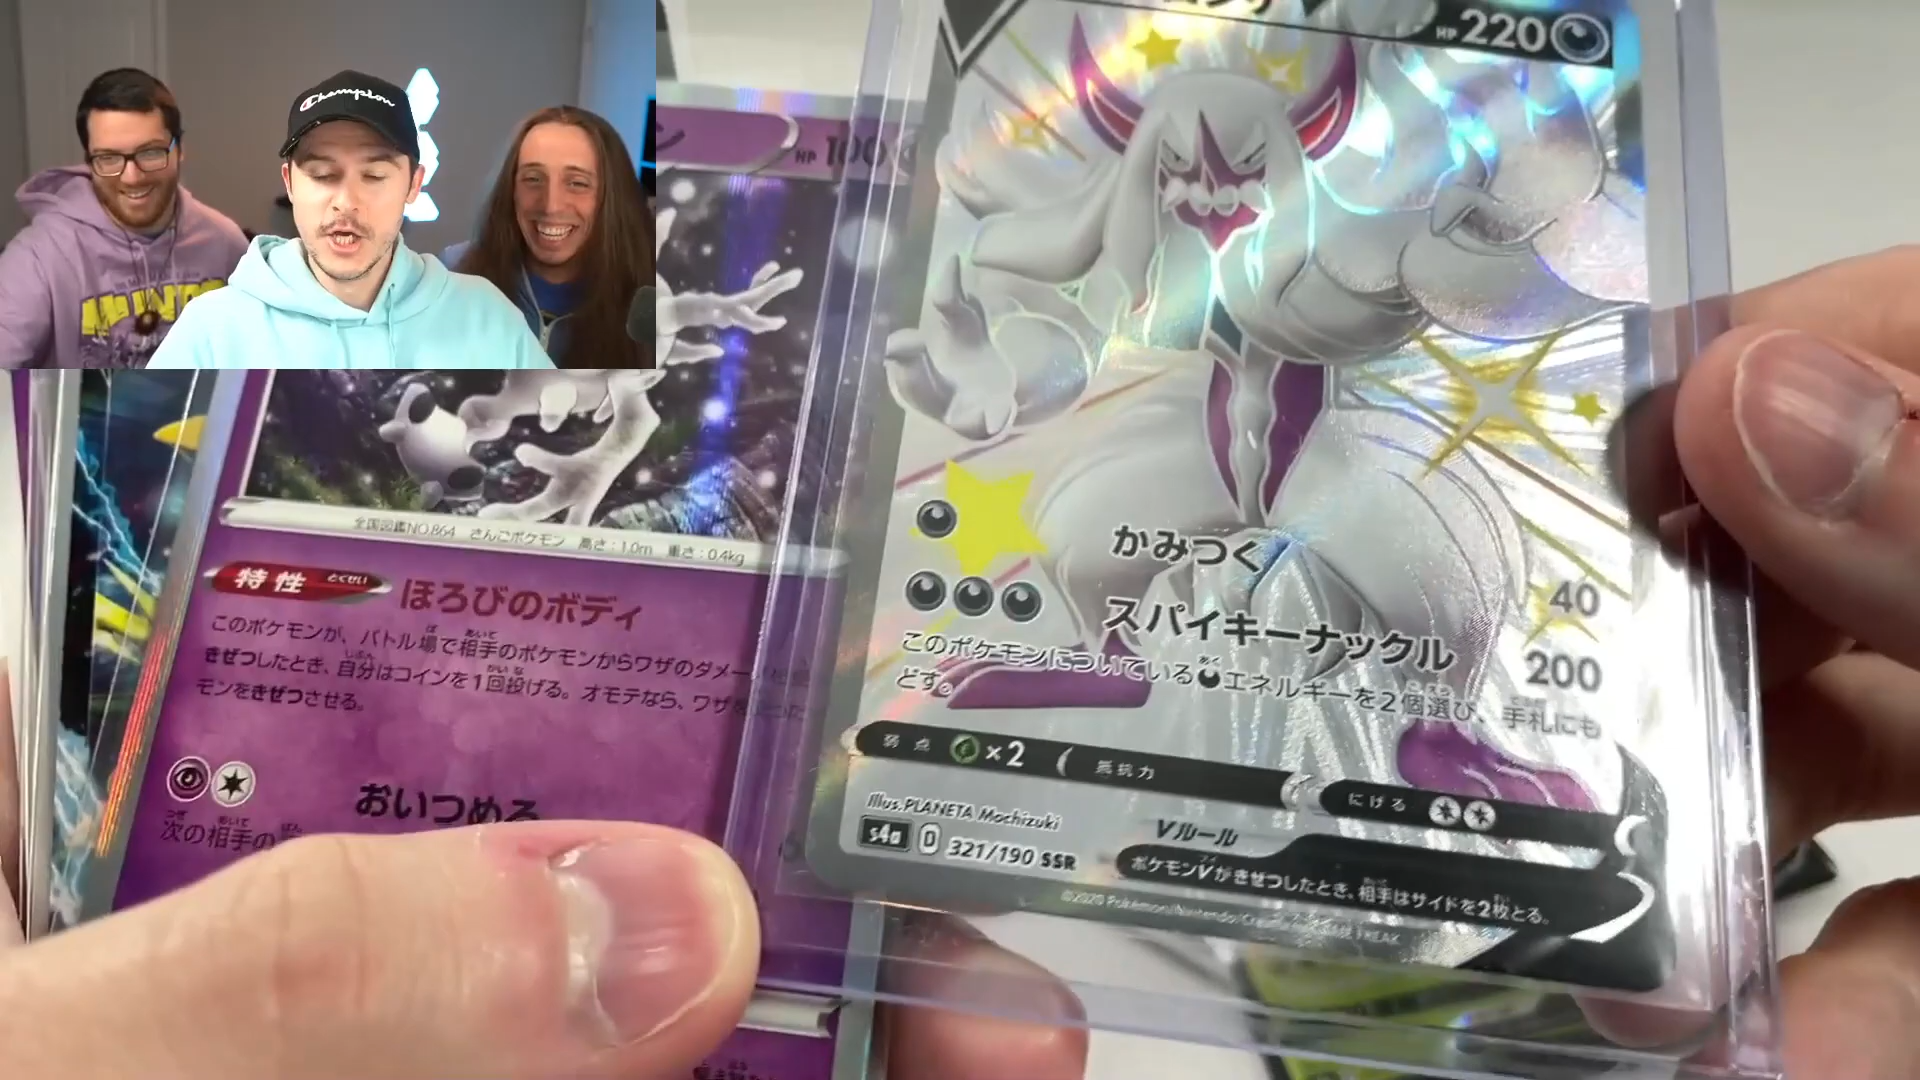 Champion
HP 100
全国図鑑NO.864 さんごポケモン 高さ:1.0m 重さ:0.4kg
特性 とくせい ほろびのボディ
このポケモンが、バトル場で相手のポケモンからワザのダメー
きぜつしたとき、自分はコインを1回投げる。オモテなら、ワザ
モンをきぜつさせる。
おいつめる
次の相手の
HP 220
かみつく 40
スパイキーナックル 200
このポケモンについているエネルギーを2個選び、手札にも
どす。
弱点 ×2 抵抗力 にげる
Illus. PLANETA Mochizuki
s4a D 321/190 SSR
Vルール
ポケモンVがきぜつしたとき、相手はサイドを2枚とる。
©2020 Pokémon/Nintendo/Creatures/GAME FREAK